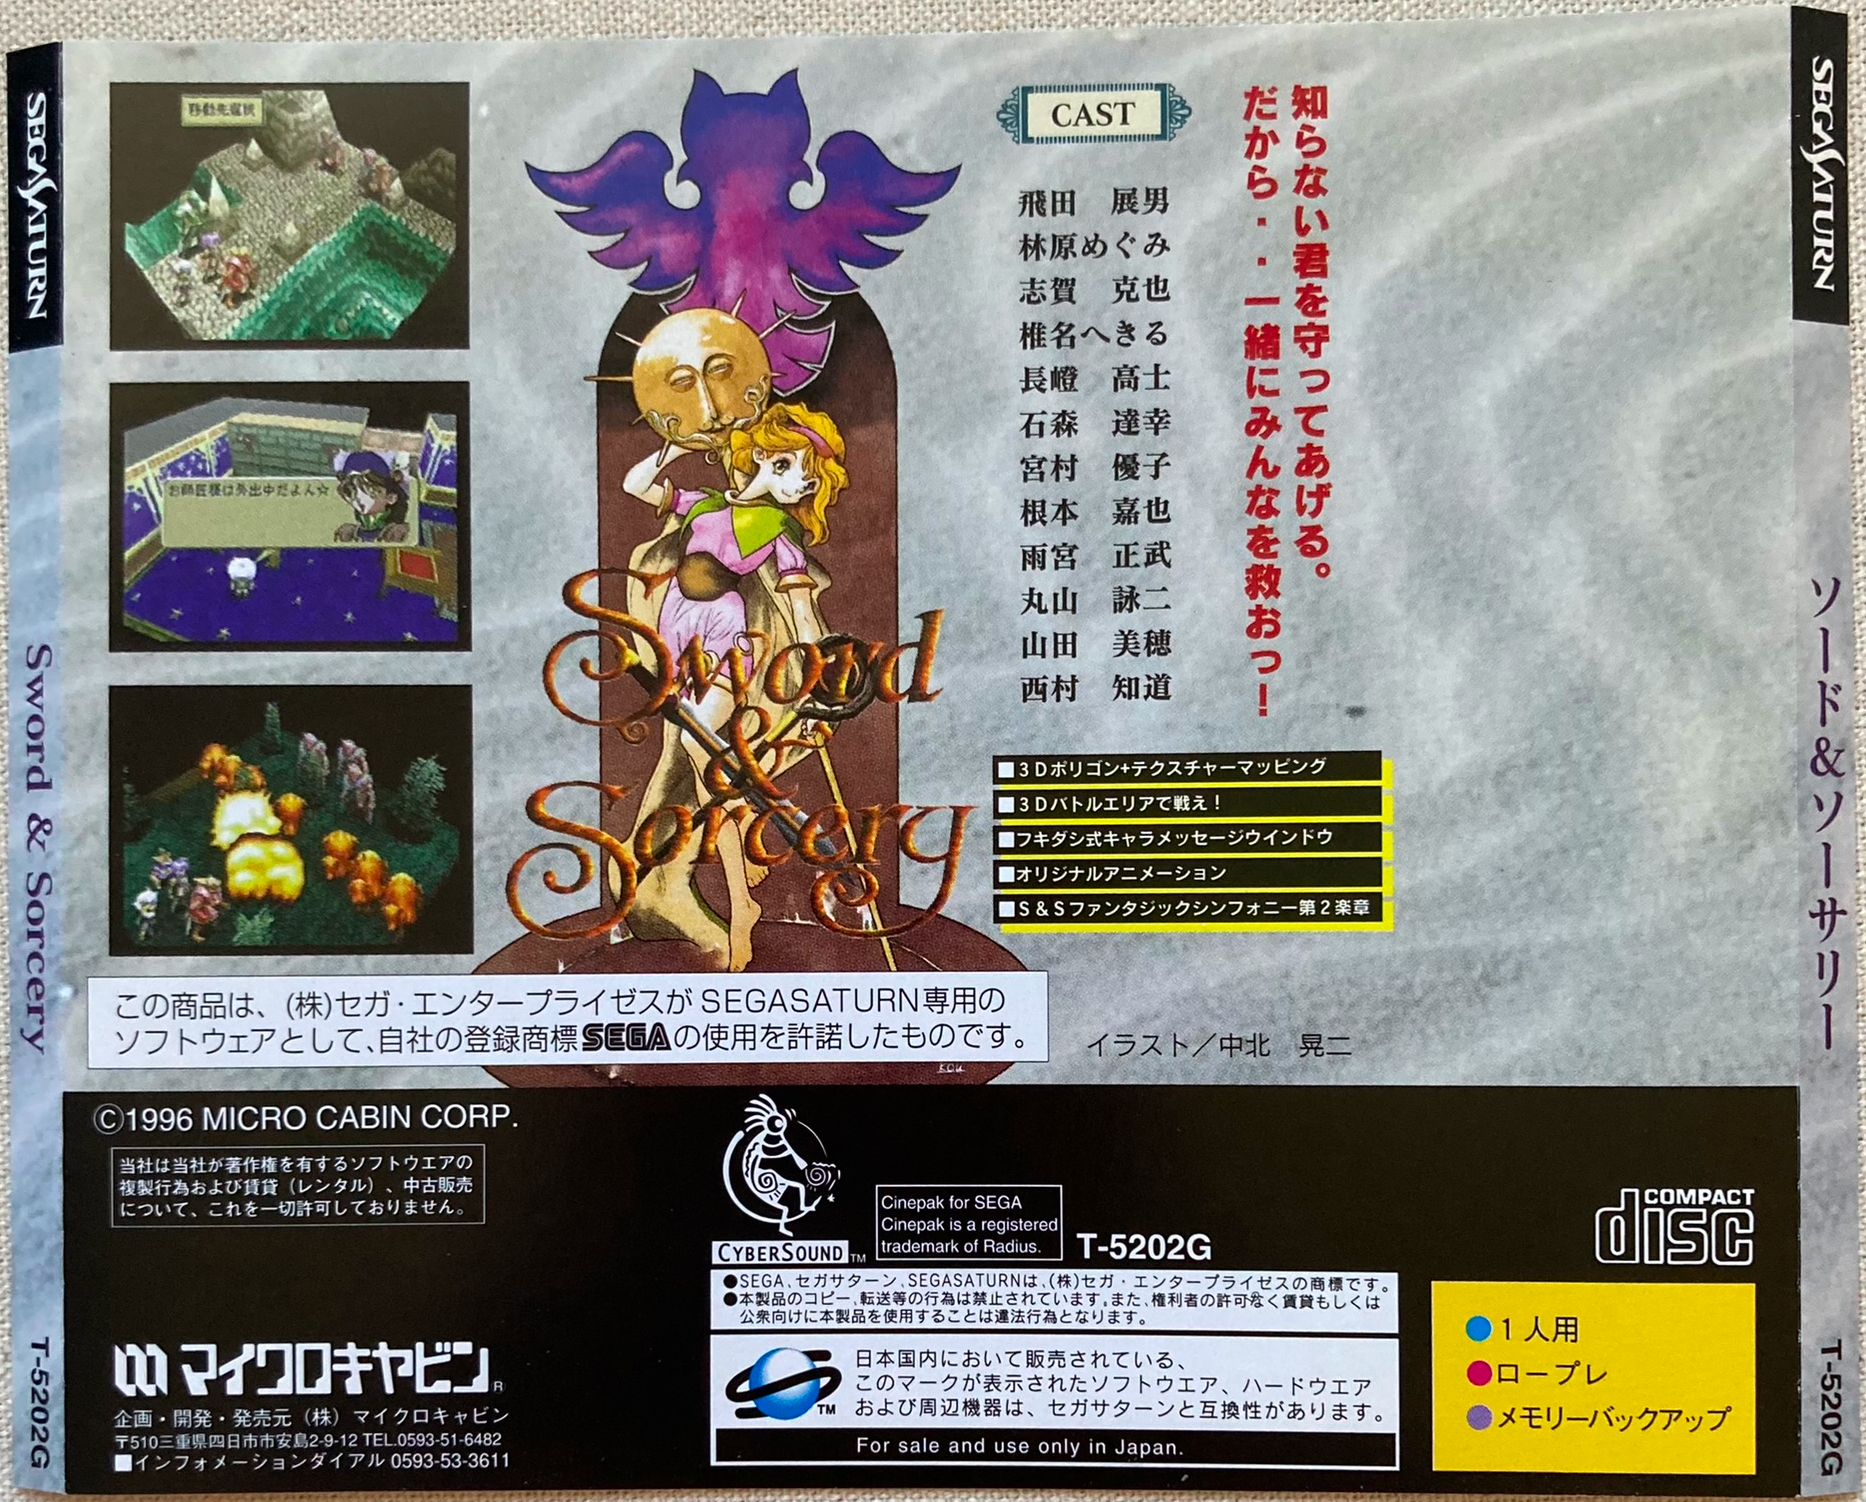 SEGASATURN
Sword & Sorcery
T-5202G
移動先選択
お師匠様は外出中だよん☆
Sword
&
Sorcery
CAST
飛田 展男
林原めぐみ
志賀 克也
椎名へきる
長嶝 高士
石森 達幸
宮村 優子
根本 嘉也
雨宮 正武
丸山 詠二
山田 美穂
西村 知道
知らない君を守ってあげる。
だから・・一緒にみんなを救おっ！
■3Dポリゴン+テクスチャーマッピング
■3Dバトルエリアで戦え！
■フキダシ式キャラメッセージウインドウ
■オリジナルアニメーション
■S&Sファンタジックシンフォニー第2楽章
この商品は、(株)セガ・エンタープライゼスがSEGASATURN専用の
ソフトウェアとして、自社の登録商標SEGAの使用を許諾したものです。
KOU
イラスト／中北 晃二
©1996 MICRO CABIN CORP.
当社は当社が著作権を有するソフトウエアの
複製行為および賃貸（レンタル）、中古販売
について、これを一切許可しておりません。
マイクロキャビン®
企画・開発・発売元（株）マイクロキャビン
〒510三重県四日市市安島2-9-12 TEL.0593-51-6482
■インフォメーションダイアル 0593-53-3611
CYBERSOUND™
Cinepak for SEGA
Cinepak is a registered
trademark of Radius.
T-5202G
●SEGA、セガサターン、SEGASATURNは、(株)セガ・エンタープライゼスの商標です。
●本製品のコピー、転送等の行為は禁止されています。また、権利者の許可なく賃貸もしくは
公衆向けに本製品を使用することは違法行為となります。
TM
日本国内において販売されている、
このマークが表示されたソフトウエア、ハードウエア
および周辺機器は、セガサターンと互換性があります。
For sale and use only in Japan.
COMPACT
disc
●1人用
●ロープレ
●メモリーバックアップ
SEGASATURN
ソード&ソーサリー
T-5202G